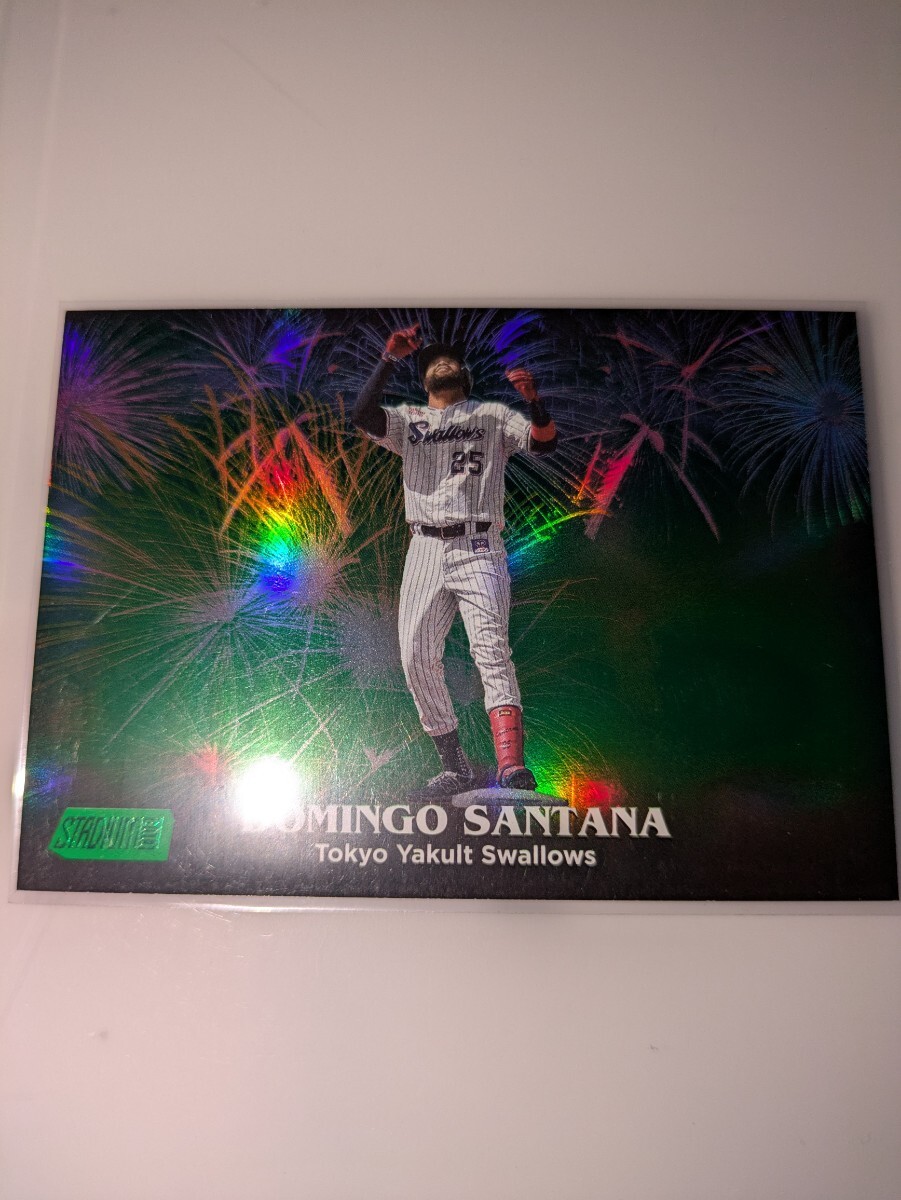 Swallows
25
STADIUM
CLUB
DOMINGO SANTANA
Tokyo Yakult Swallows